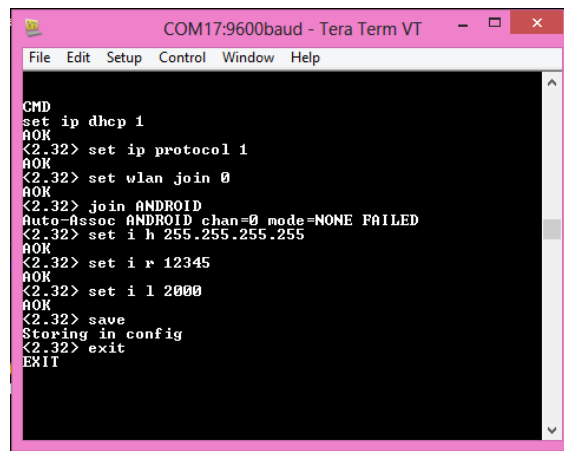 COM17:9600baud - Tera Term VT
File Edit Setup Control Window Help
CMD
set ip dhcp 1
AOK
<2.32> set ip protocol 1
AOK
<2.32> set wlan join 0
AOK
<2.32> join ANDROID
Auto-Assoc ANDROID chan=0 mode=NONE FAILED
<2.32> set i h 255.255.255.255
AOK
<2.32> set i r 12345
AOK
<2.32> set i l 2000
AOK
<2.32> save
Storing in config
<2.32> exit
EXIT